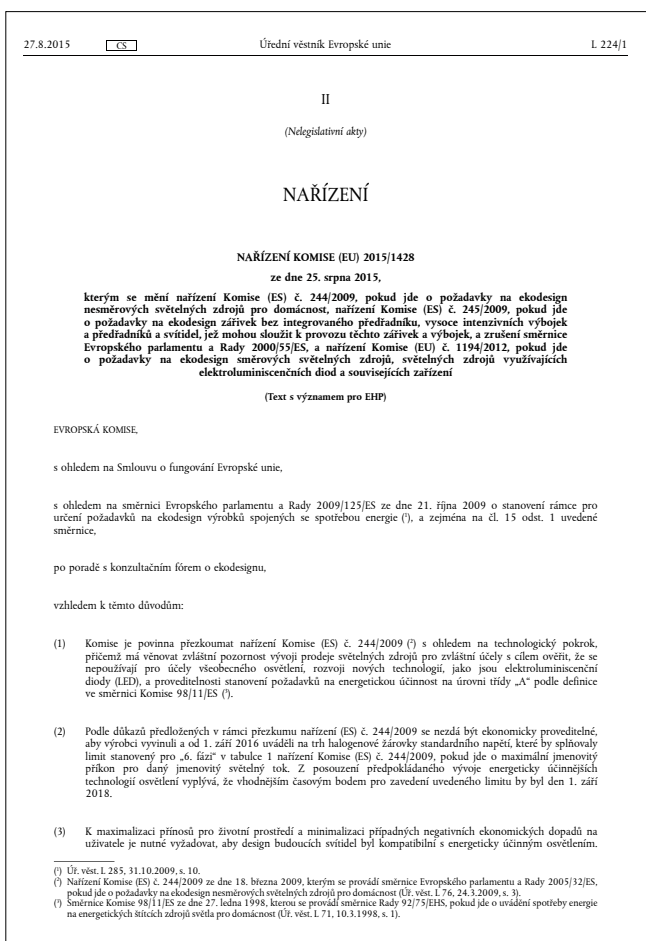 27.8.2015 CS Úřední věstník Evropské unie L 224/1
II
(Nelegislativní akty)
NAŘÍZENÍ
NAŘÍZENÍ KOMISE (EU) 2015/1428
ze dne 25. srpna 2015,
kterým se mění nařízení Komise (ES) č. 244/2009, pokud jde o požadavky na ekodesign
nesměrových světelných zdrojů pro domácnost, nařízení Komise (ES) č. 245/2009, pokud jde
o požadavky na ekodesign zářivek bez integrovaného předřadníku, vysoce intenzivních výbojek
a předřadníků a svítidel, jež mohou sloužit k provozu těchto zářivek a výbojek, a zrušení směrnice
Evropského parlamentu a Rady 2000/55/ES, a nařízení Komise (EU) č. 1194/2012, pokud jde
o požadavky na ekodesign směrových světelných zdrojů, světelných zdrojů využívajících
elektroluminiscenčních diod a souvisejících zařízení
(Text s významem pro EHP)
EVROPSKÁ KOMISE,
s ohledem na Smlouvu o fungování Evropské unie,
s ohledem na směrnici Evropského parlamentu a Rady 2009/125/ES ze dne 21. října 2009 o stanovení rámce pro
určení požadavků na ekodesign výrobků spojených se spotřebou energie (¹), a zejména na čl. 15 odst. 1 uvedené
směrnice,
po poradě s konzultačním fórem o ekodesignu,
vzhledem k těmto důvodům:
(1) Komise je povinna přezkoumat nařízení Komise (ES) č. 244/2009 (²) s ohledem na technologický pokrok,
přičemž má věnovat zvláštní pozornost vývoji prodeje světelných zdrojů pro zvláštní účely s cílem ověřit, že se
nepoužívají pro účely všeobecného osvětlení, rozvoji nových technologií, jako jsou elektroluminiscenční
diody (LED), a proveditelnosti stanovení požadavků na energetickou účinnost na úrovni třídy „A“ podle definice
ve směrnici Komise 98/11/ES (³).
(2) Podle důkazů předložených v rámci přezkumu nařízení (ES) č. 244/2009 se nezdá být ekonomicky proveditelné,
aby výrobci vyvinuli a od 1. září 2016 uváděli na trh halogenové žárovky standardního napětí, které by splňovaly
limit stanovený pro „6. fázi“ v tabulce 1 nařízení Komise (ES) č. 244/2009, pokud jde o maximální jmenovitý
příkon pro daný jmenovitý světelný tok. Z posouzení předpokládaného vývoje energeticky účinnějších
technologií osvětlení vyplývá, že vhodnějším časovým bodem pro zavedení uvedeného limitu by byl den 1. září
2018.
(3) K maximalizaci přínosů pro životní prostředí a minimalizaci případných negativních ekonomických dopadů na
uživatele je nutné vyžadovat, aby design budoucích svítidel byl kompatibilní s energeticky účinným osvětlením.
(¹) Úř. věst. L 285, 31.10.2009, s. 10.
(²) Nařízení Komise (ES) č. 244/2009 ze dne 18. března 2009, kterým se provádí směrnice Evropského parlamentu a Rady 2005/32/ES,
pokud jde o požadavky na ekodesign nesměrových světelných zdrojů pro domácnost (Úř. věst. L 76, 24.3.2009, s. 3).
(³) Směrnice Komise 98/11/ES ze dne 27. ledna 1998, kterou se provádí směrnice Rady 92/75/EHS, pokud jde o uvádění spotřeby energie
na energetických štítcích zdrojů světla pro domácnost (Úř. věst. L 71, 10.3.1998, s. 1).